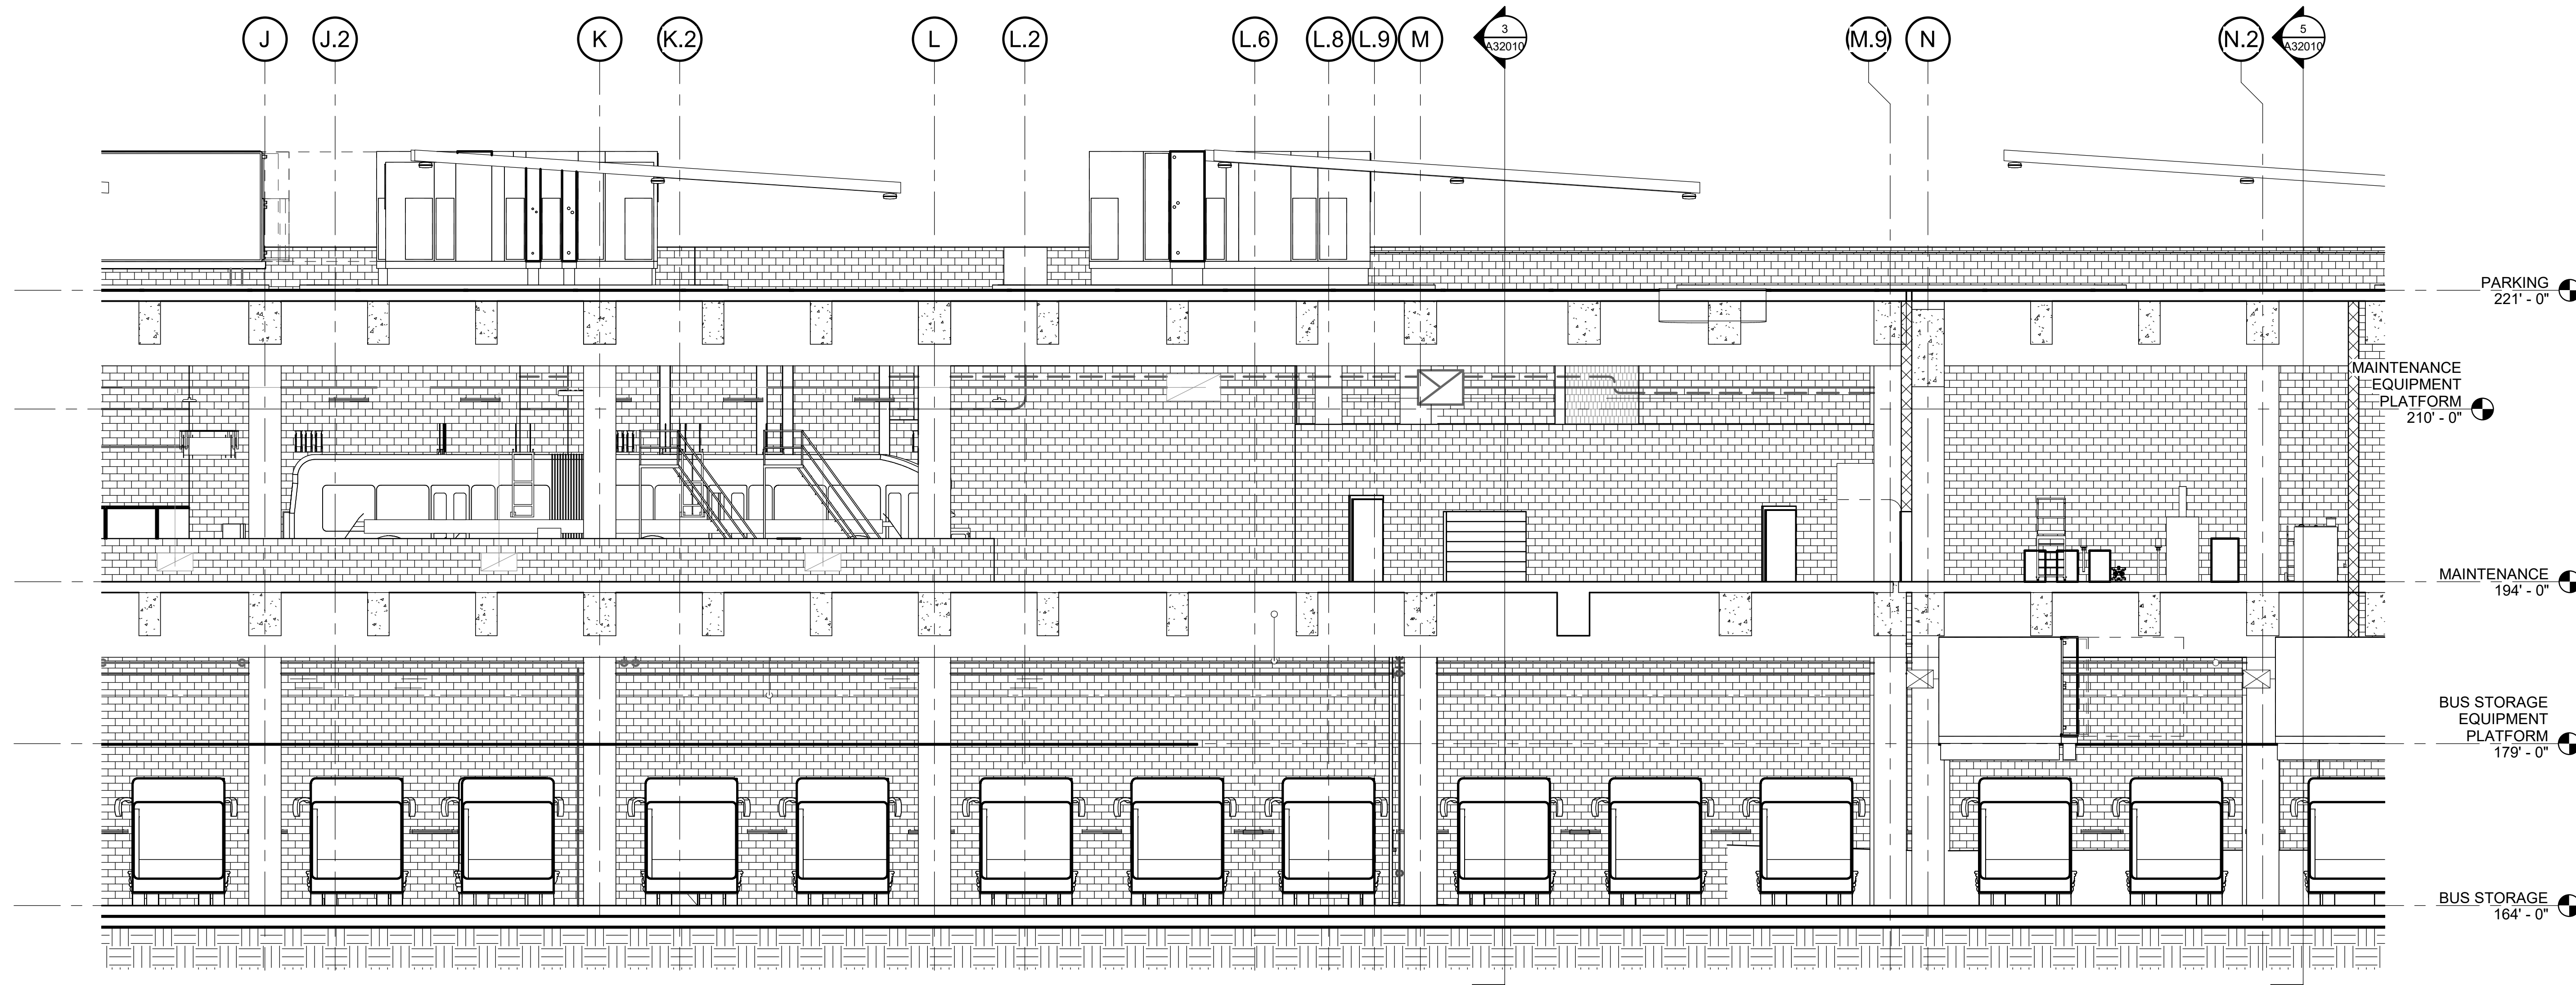 J
J.2
K
K.2
L
L.2
L.6
L.8
L.9
M
3
A32010
M.9
N
N.2
5
A32010
PARKING
221' - 0"
MAINTENANCE
EQUIPMENT
PLATFORM
210' - 0"
MAINTENANCE
194' - 0"
BUS STORAGE
EQUIPMENT
PLATFORM
179' - 0"
BUS STORAGE
164' - 0"